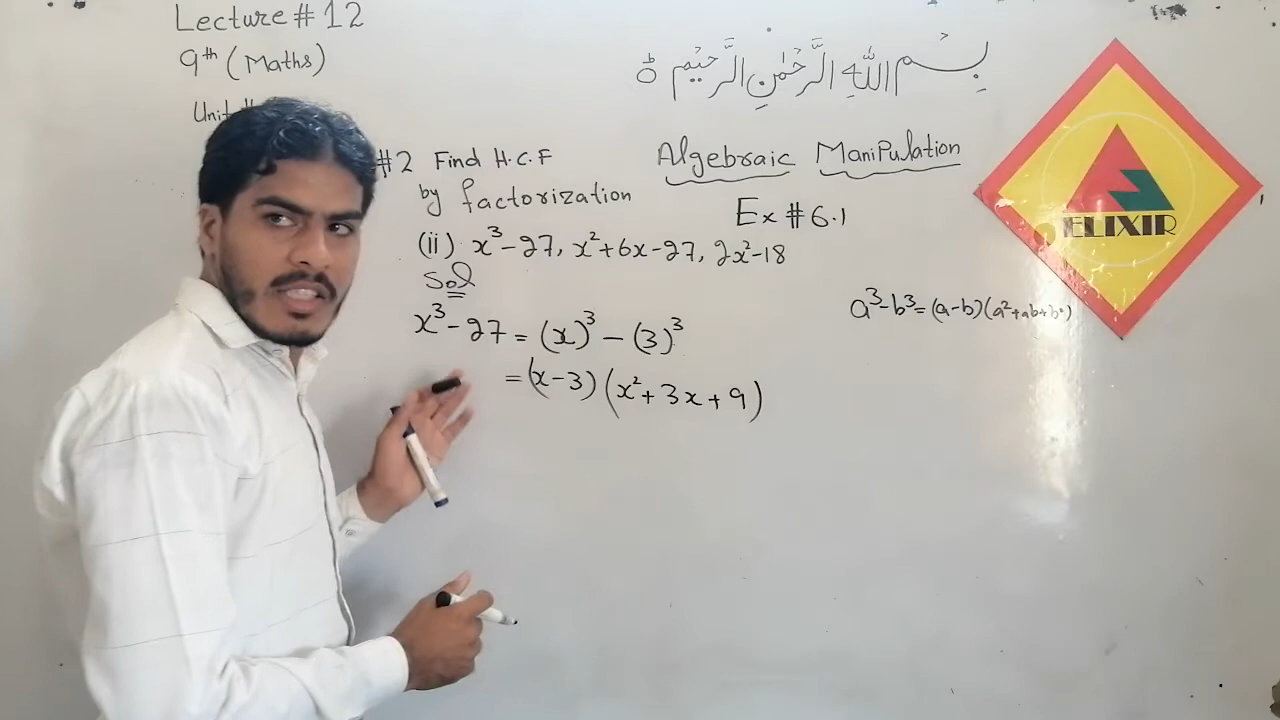 Lecture # 12
9th (Maths)
Unit
بِسْمِ اللّٰهِ الرَّحْمٰنِ الرَّحِيْمِ ٥
#2 Find H.C.F
by factorization
Algebraic ManiPulation
Ex # 6.1
(ii) x³-27, x²+6x-27, 2x²-18
Sol
x³-27 = (x)³ - (3)³
= (x-3) (x²+3x+9)
a³-b³=(a-b)(a²+ab+b²)
ELIXIR